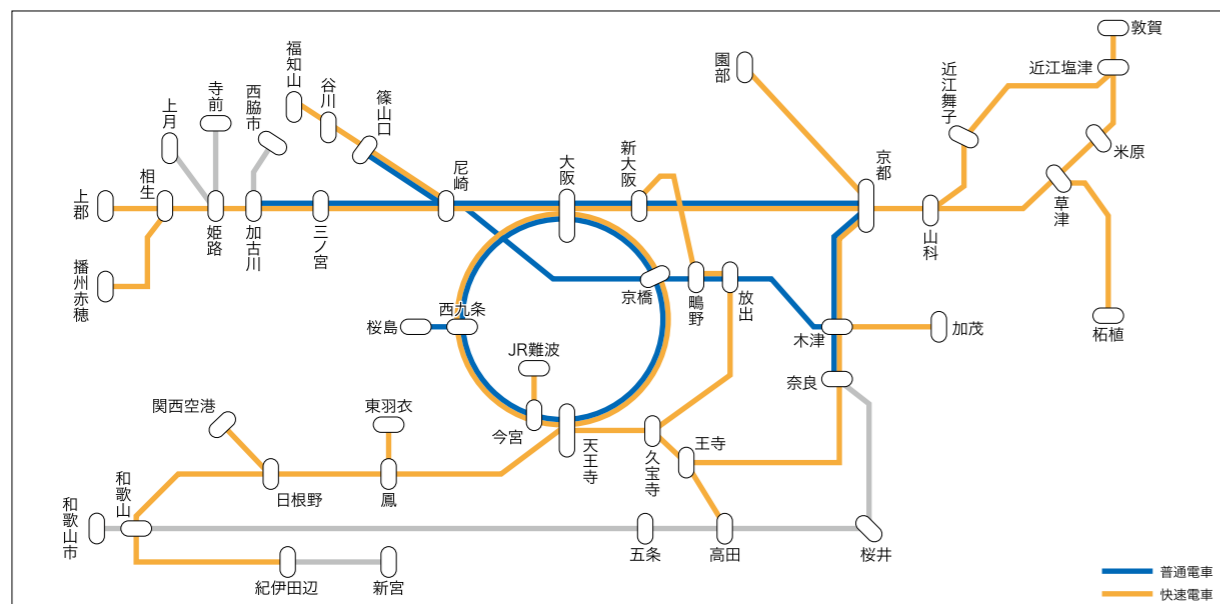 敦賀
福知山
園部
近江塩津
谷川
近江舞子
寺前
西脇市
篠山口
上月
米原
尼崎
大阪
新大阪
京都
相生
上郡
草津
姫路
加古川
三ノ宮
山科
播州赤穂
京橋
鴫野
放出
西九条
桜島
木津
加茂
柘植
JR難波
奈良
関西空港
東羽衣
今宮
天王寺
久宝寺
王寺
和歌山
日根野
鳳
和歌山市
五条
高田
桜井
紀伊田辺
新宮
普通電車
快速電車